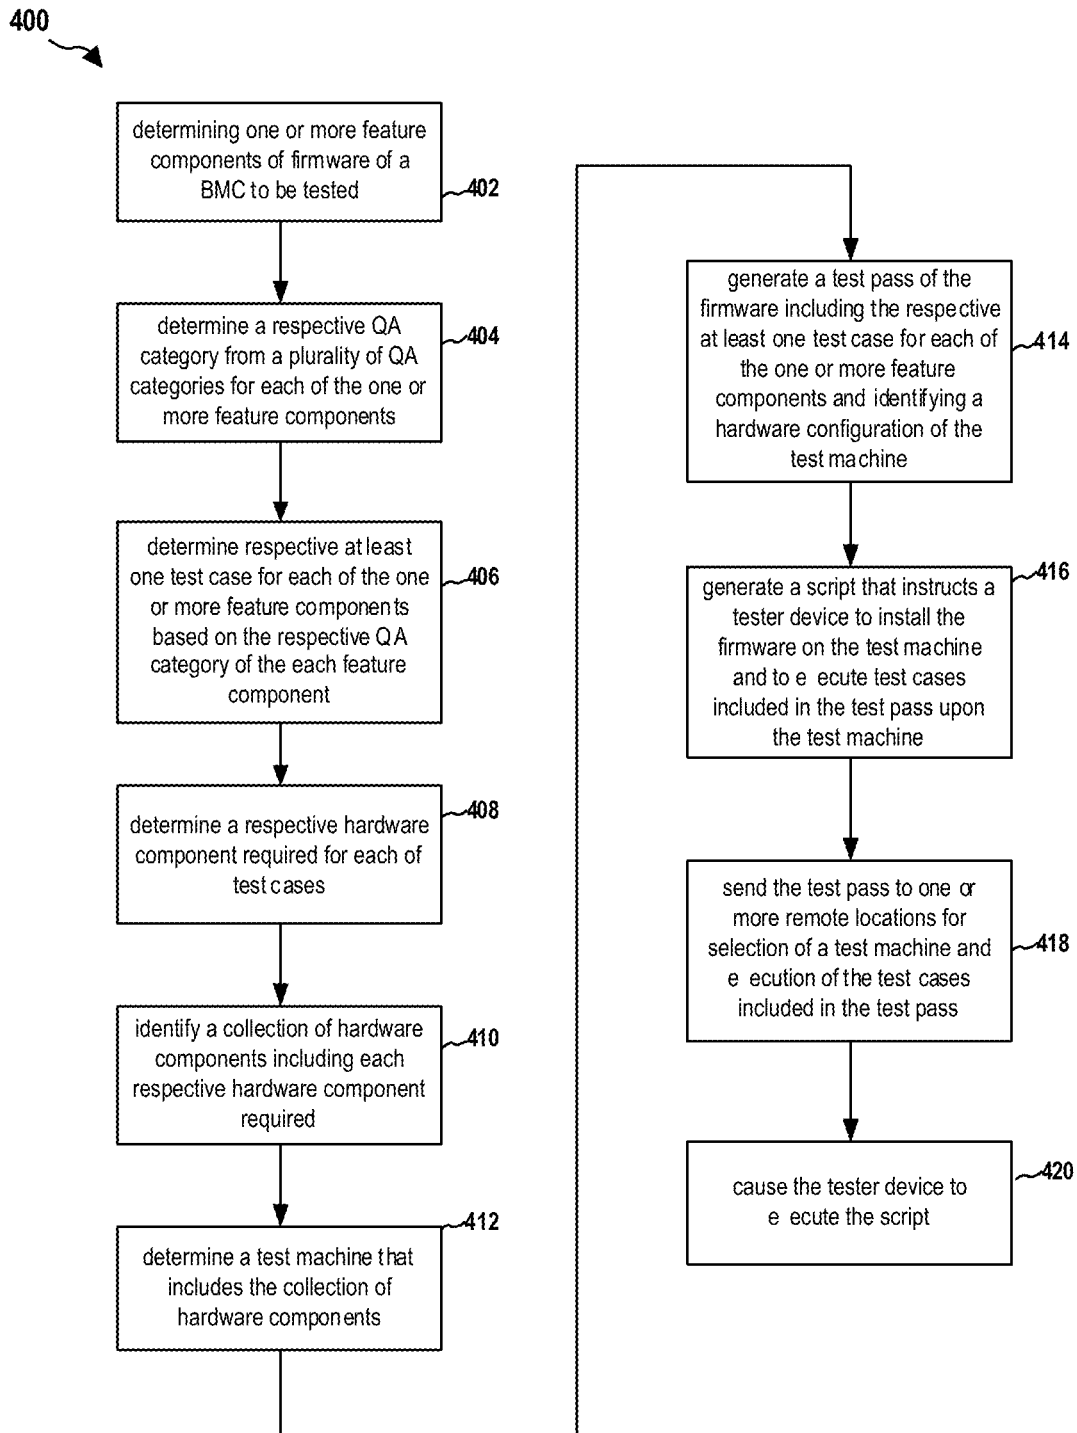 400
determining one or more feature
components of firmware of a
BMC to be tested
402
determine a respective QA
category from a plurality of QA
categories for each of the one or
more feature components
404
determine respective at least
one test case for each of the one
or more feature components
based on the respective QA
category of the each feature
component
406
determine a respective hardware
component required for each of
test cases
408
identify a collection of hardware
components including each
respective hardware component
required
410
determine a test machine that
includes the collection of
hardware components
412
generate a test pass of the
firmware including the respective
at least one test case for each of
the one or more feature
components and identifying a
hardware configuration of the
test machine
414
generate a script that instructs a
tester device to install the
firmware on the test machine
and to e ecute test cases
included in the test pass upon
the test machine
416
send the test pass to one or
more remote locations for
selection of a test machine and
e ecution of the test cases
included in the test pass
418
cause the tester device to
e ecute the script
420